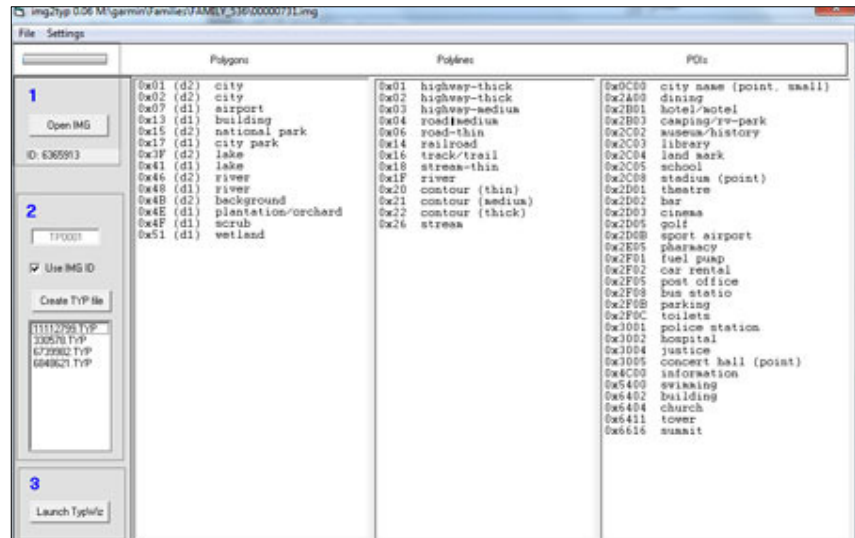 img2typ 0.06 M:\garmin\Families\FAMILY_536\00000731.img
File Settings
Polygons
Polylines
POIs
1
Open IMG
ID: 6365913
2
TP0001
Use IMG ID
Create TYP file
11112799.TYP
330578.TYP
6739982.TYP
6848621.TYP
3
Launch TypWiz
0x01 (d2) city
0x02 (d2) city
0x07 (d1) airport
0x13 (d1) building
0x15 (d2) national park
0x17 (d1) city park
0x3F (d2) lake
0x41 (d1) lake
0x46 (d2) river
0x48 (d1) river
0x4B (d2) background
0x4E (d1) plantation/orchard
0x4F (d1) scrub
0x51 (d1) wetland
0x01 highway-thick
0x02 highway-thick
0x03 highway-medium
0x04 road medium
0x06 road-thin
0x14 railroad
0x16 track/trail
0x18 stream-thin
0x1F river
0x20 contour (thin)
0x21 contour (medium)
0x22 contour (thick)
0x26 stream
0x0C00 city name (point, small)
0x2A00 dining
0x2B01 hotel/motel
0x2B03 camping/rv-park
0x2C02 museum/history
0x2C03 library
0x2C04 land mark
0x2C05 school
0x2C08 stadium (point)
0x2D01 theatre
0x2D02 bar
0x2D03 cinema
0x2D05 golf
0x2D0B sport airport
0x2E05 pharmacy
0x2F01 fuel pump
0x2F02 car rental
0x2F05 post office
0x2F08 bus statio
0x2F0B parking
0x2F0C toilets
0x3001 police station
0x3002 hospital
0x3004 justice
0x3005 concert hall (point)
0x4C00 information
0x5400 swimming
0x6402 building
0x6404 church
0x6411 tower
0x6616 summit